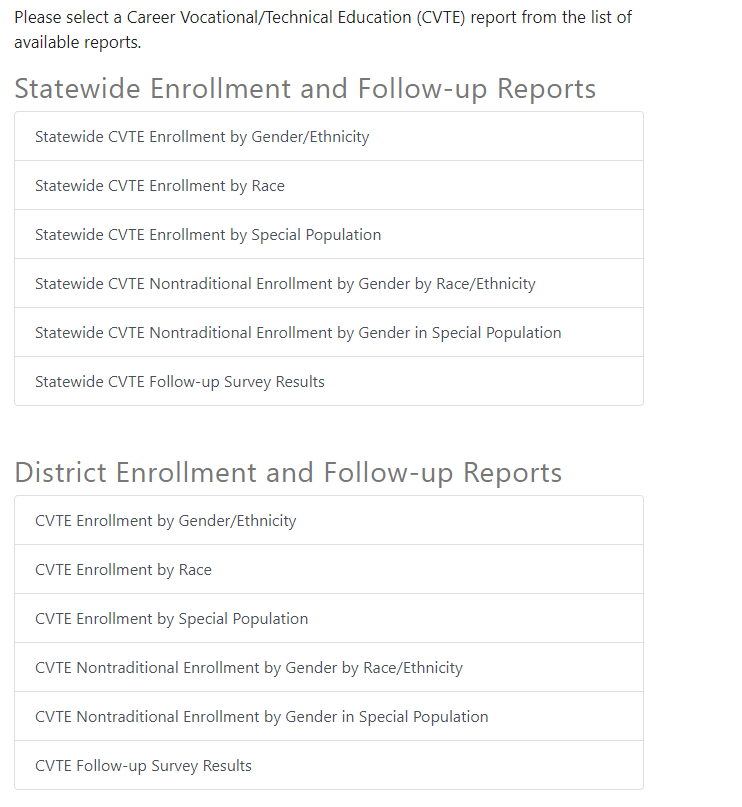 Please select a Career Vocational/Technical Education (CVTE) report from the list of
available reports.
Statewide Enrollment and Follow-up Reports
Statewide CVTE Enrollment by Gender/Ethnicity
Statewide CVTE Enrollment by Race
Statewide CVTE Enrollment by Special Population
Statewide CVTE Nontraditional Enrollment by Gender by Race/Ethnicity
Statewide CVTE Nontraditional Enrollment by Gender in Special Population
Statewide CVTE Follow-up Survey Results
District Enrollment and Follow-up Reports
CVTE Enrollment by Gender/Ethnicity
CVTE Enrollment by Race
CVTE Enrollment by Special Population
CVTE Nontraditional Enrollment by Gender by Race/Ethnicity
CVTE Nontraditional Enrollment by Gender in Special Population
CVTE Follow-up Survey Results